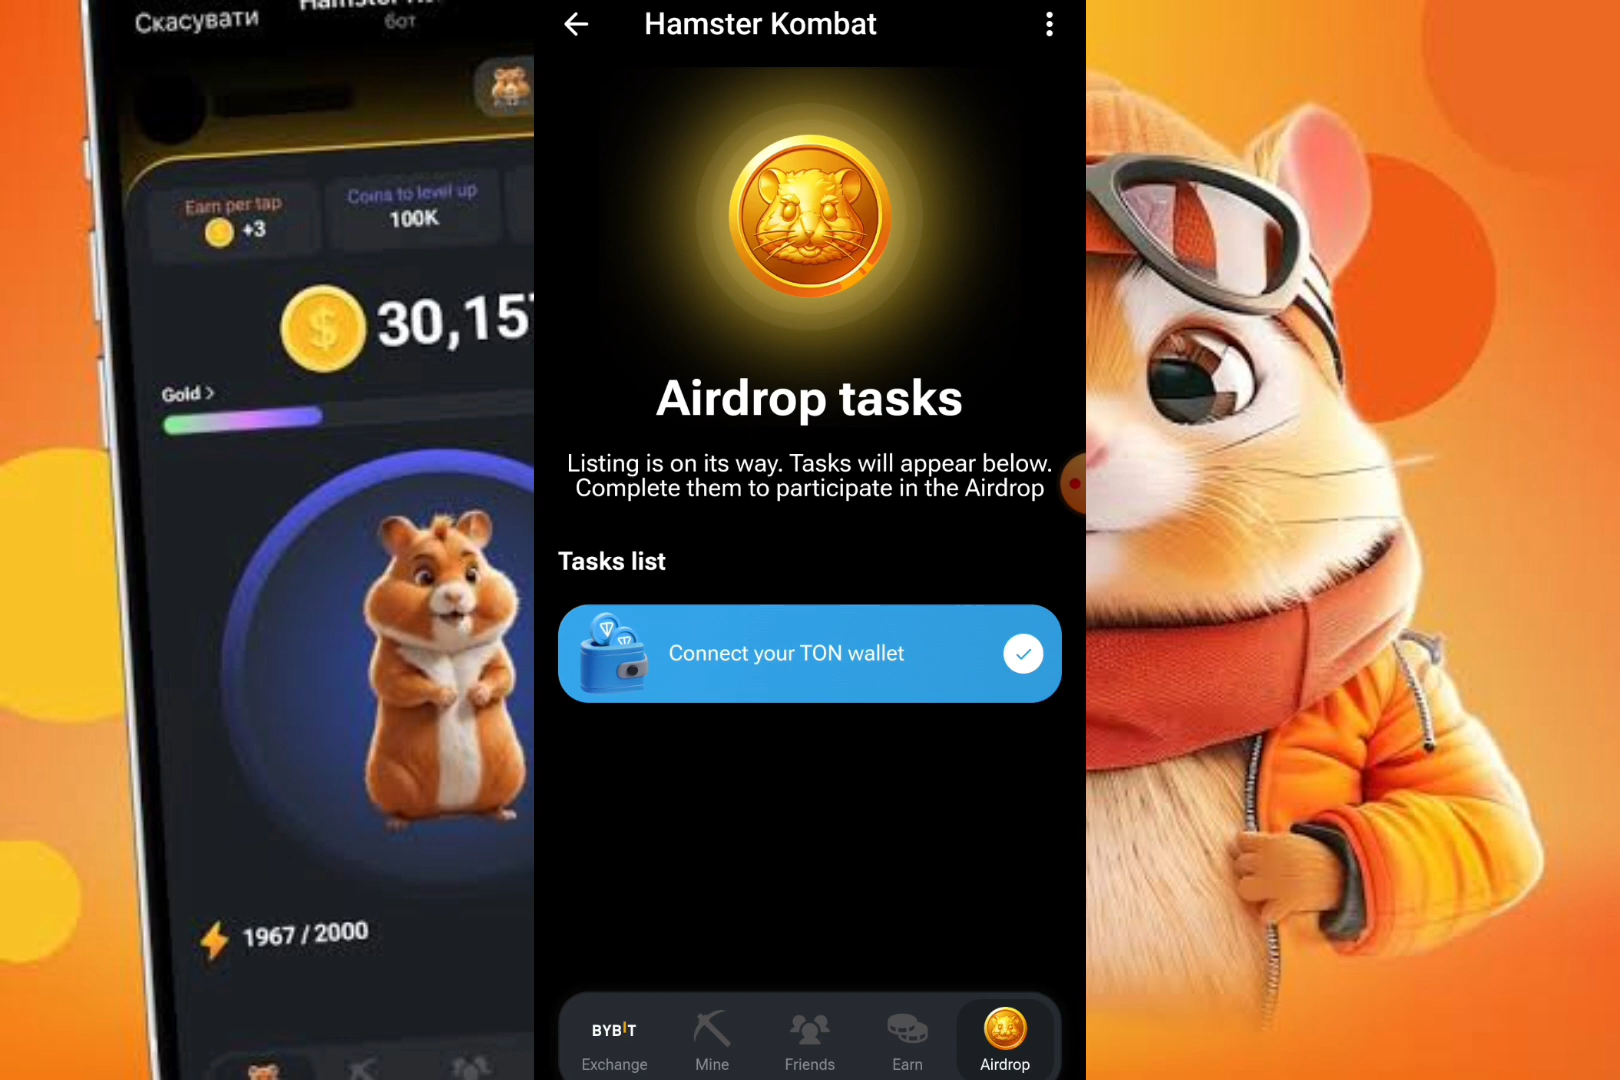 Скасувати
бот
Earn per tap
+3
Coins to level up
100K
30,15
Gold >
1967 / 2000
Hamster Kombat
Airdrop tasks
Listing is on its way. Tasks will appear below.
Complete them to participate in the Airdrop
Tasks list
Connect your TON wallet
BYBIT
Exchange
Mine
Friends
Earn
Airdrop